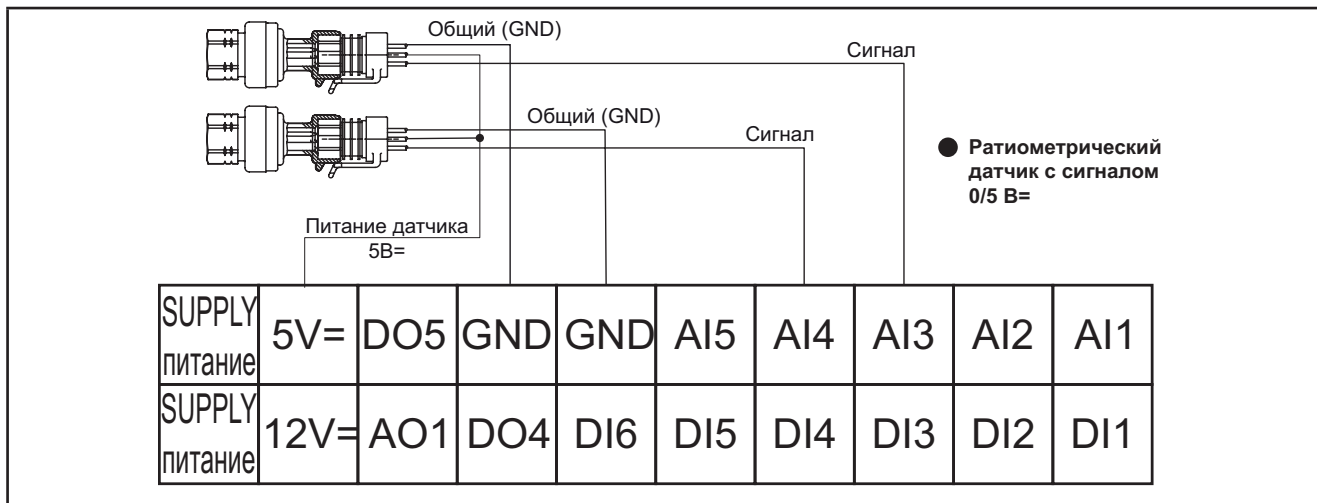 Общий (GND)
Сигнал
Общий (GND)
Сигнал
Ратиометрический
датчик с сигналом
0/5 В=
Питание датчика
5В=
SUPPLY питание 5V= DO5 GND GND AI5 AI4 AI3 AI2 AI1
SUPPLY питание 12V= AO1 DO4 DI6 DI5 DI4 DI3 DI2 DI1